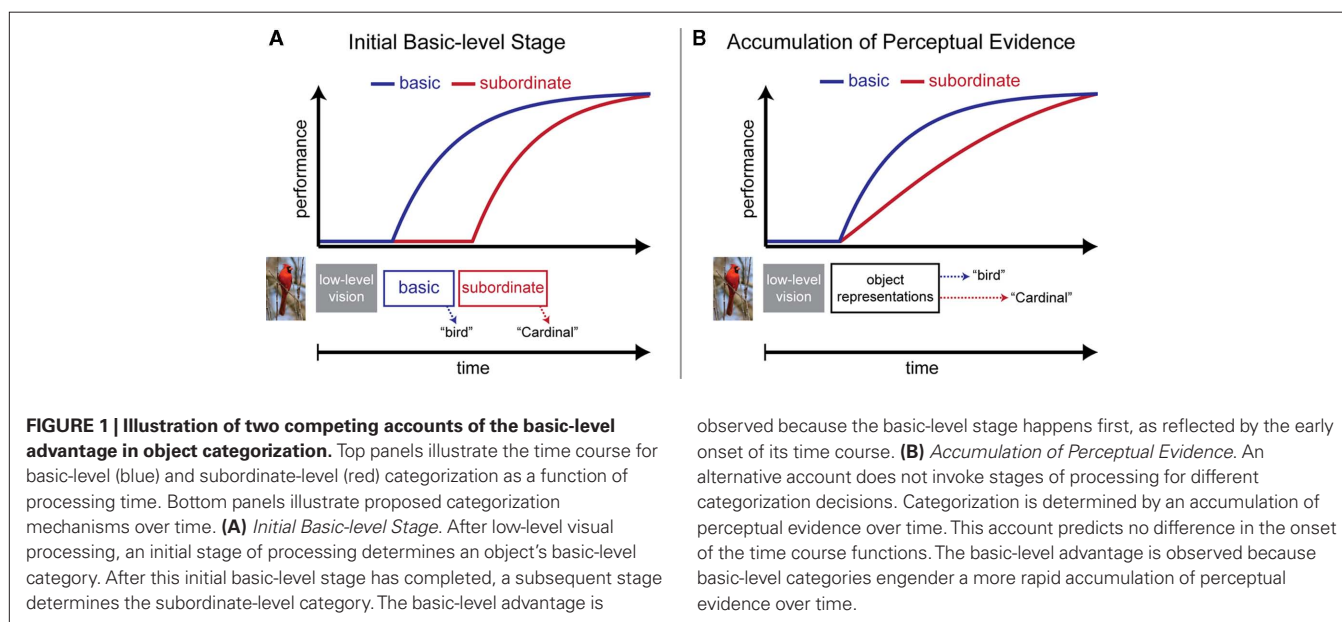 A
Initial Basic-level Stage
basic
subordinate
performance
low-level
vision
basic
subordinate
"bird"
"Cardinal"
time
B
Accumulation of Perceptual Evidence
basic
subordinate
performance
low-level
vision
object
representations
"bird"
"Cardinal"
time
FIGURE 1 | Illustration of two competing accounts of the basic-level
advantage in object categorization. Top panels illustrate the time course for
basic-level (blue) and subordinate-level (red) categorization as a function of
processing time. Bottom panels illustrate proposed categorization
mechanisms over time. (A) Initial Basic-level Stage. After low-level visual
processing, an initial stage of processing determines an object's basic-level
category. After this initial basic-level stage has completed, a subsequent stage
determines the subordinate-level category. The basic-level advantage is
observed because the basic-level stage happens first, as reflected by the early
onset of its time course. (B) Accumulation of Perceptual Evidence. An
alternative account does not invoke stages of processing for different
categorization decisions. Categorization is determined by an accumulation of
perceptual evidence over time. This account predicts no difference in the onset
of the time course functions. The basic-level advantage is observed because
basic-level categories engender a more rapid accumulation of perceptual
evidence over time.